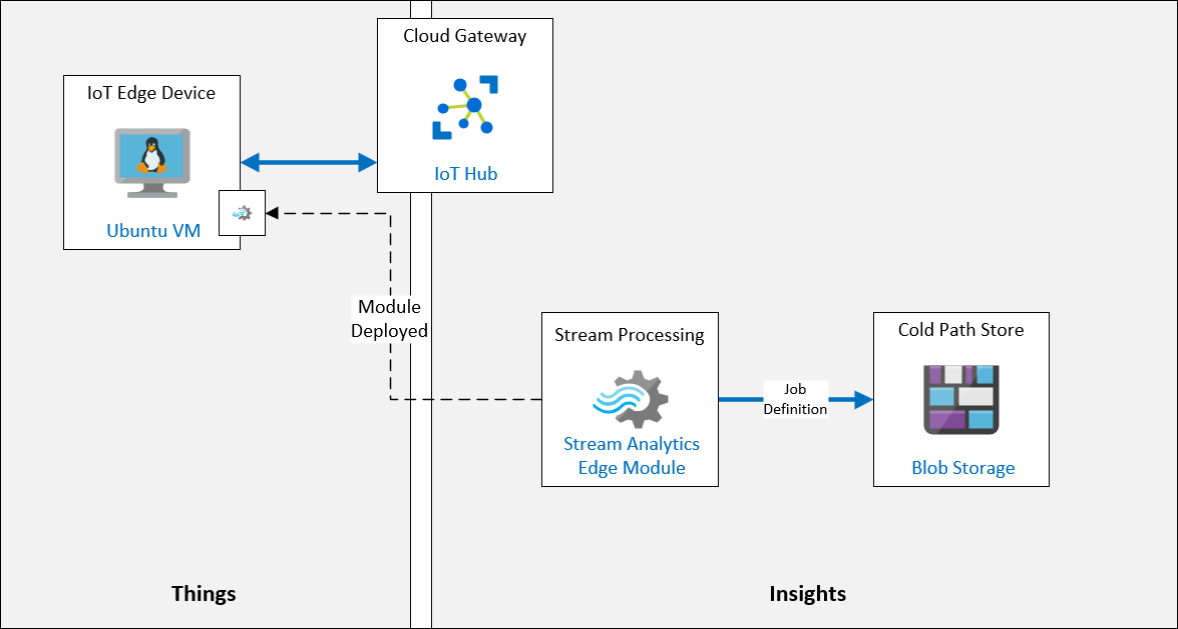 Cloud Gateway
IoT Hub
IoT Edge Device
Ubuntu VM
Module
Deployed
Stream Processing
Stream Analytics
Edge Module
Job
Definition
Cold Path Store
Blob Storage
Things
Insights